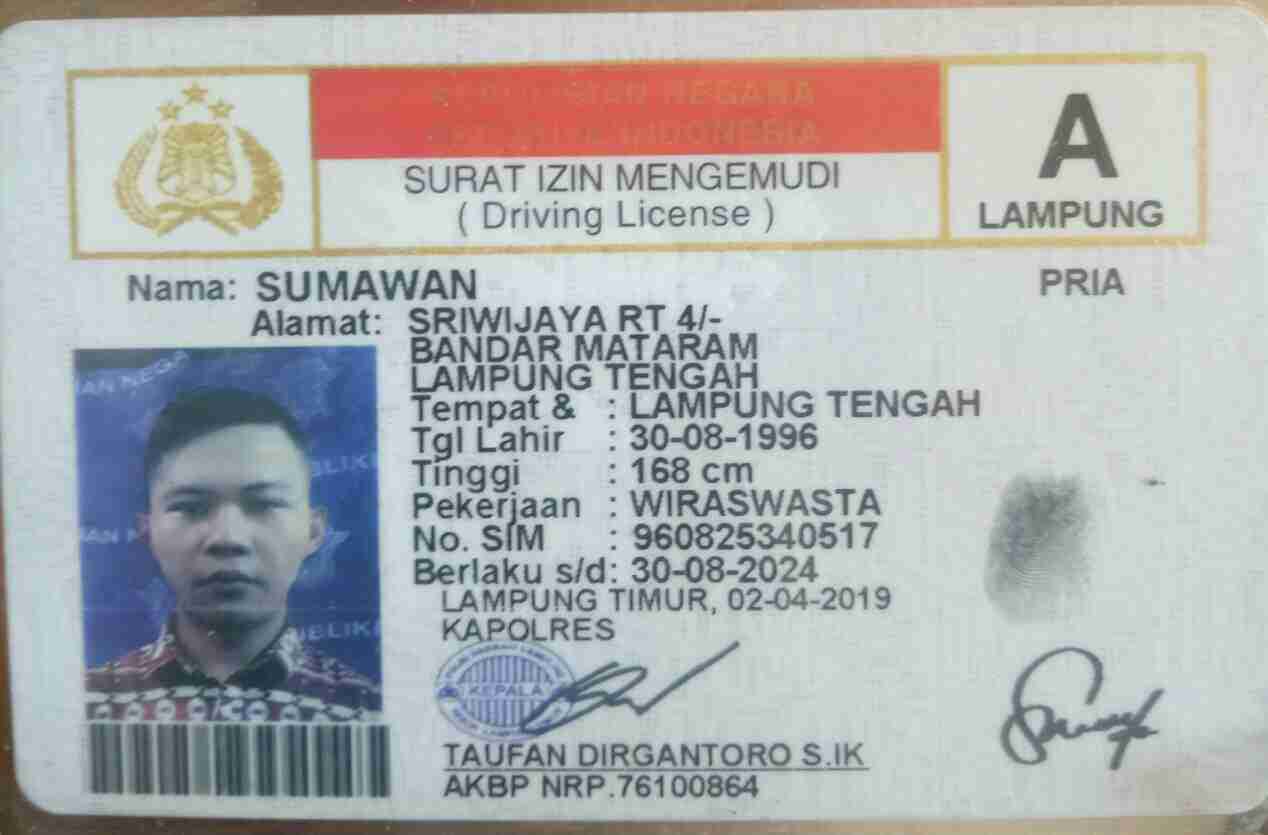 KEPOLISIAN NEGARA
REPUBLIK INDONESIA
SURAT IZIN MENGEMUDI
( Driving License )
A
LAMPUNG
PRIA
Nama: SUMAWAN
Alamat: SRIWIJAYA RT 4/-
BANDAR MATARAM
LAMPUNG TENGAH
Tempat & : LAMPUNG TENGAH
Tgl Lahir : 30-08-1996
Tinggi : 168 cm
Pekerjaan : WIRASWASTA
No. SIM : 960825340517
Berlaku s/d: 30-08-2024
LAMPUNG TIMUR, 02-04-2019
KAPOLRES
KEPALA
TAUFAN DIRGANTORO S.IK
AKBP NRP.76100864